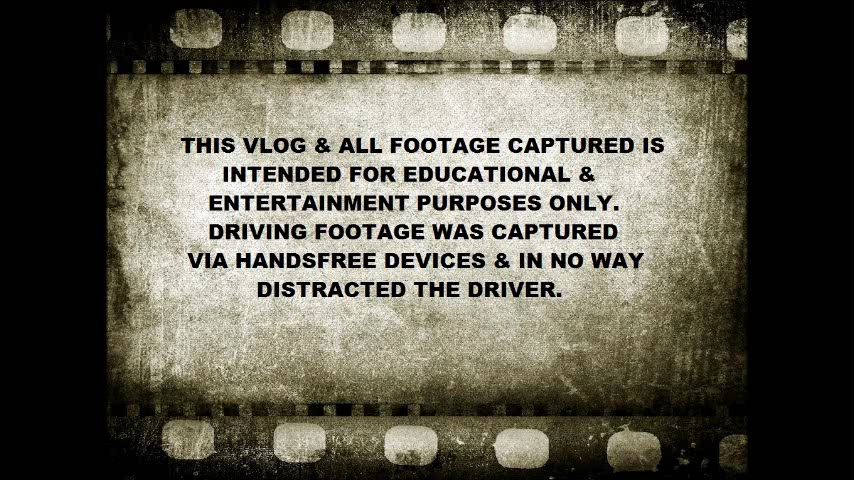 THIS VLOG & ALL FOOTAGE CAPTURED IS
INTENDED FOR EDUCATIONAL &
ENTERTAINMENT PURPOSES ONLY.
DRIVING FOOTAGE WAS CAPTURED
VIA HANDSFREE DEVICES & IN NO WAY
DISTRACTED THE DRIVER.